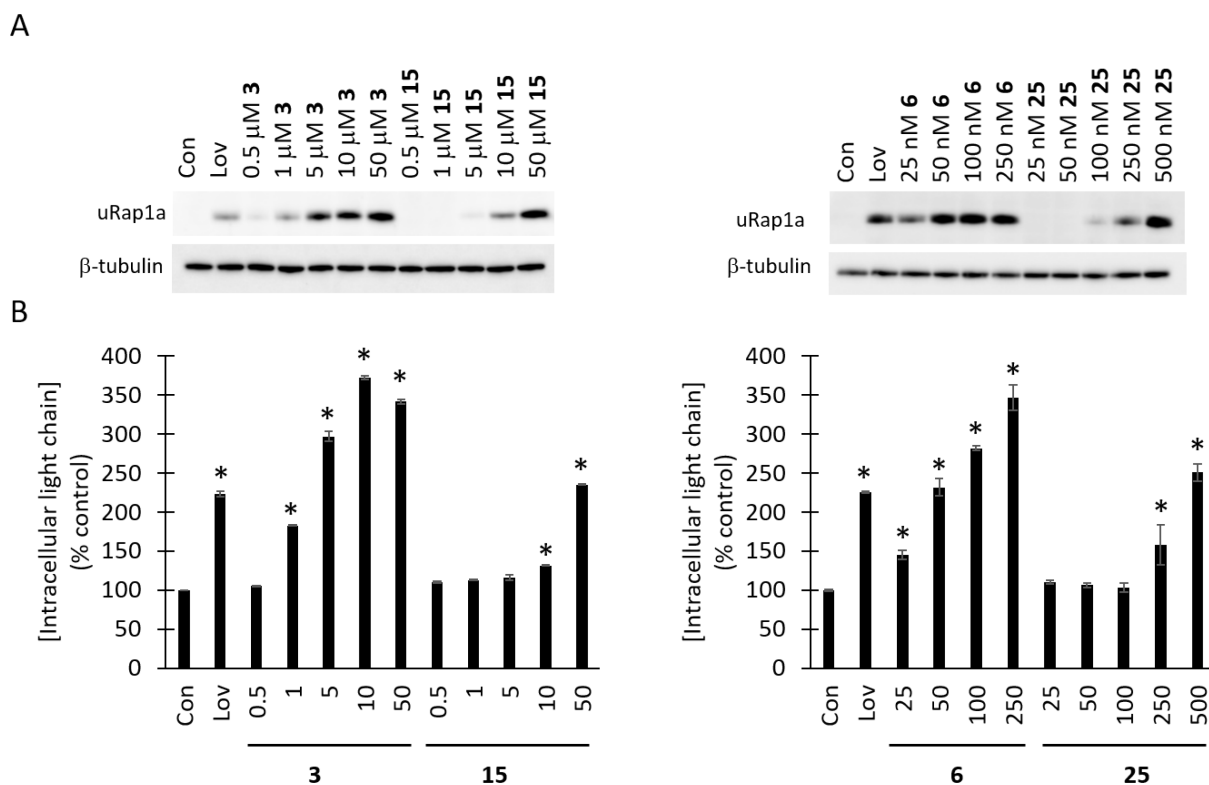 A
Con
Lov
0.5 μM 3
1 μM 3
5 μM 3
10 μM 3
50 μM 3
0.5 μM 15
1 μM 15
5 μM 15
10 μM 15
50 μM 15
uRap1a
β-tubulin
Con
Lov
25 nM 6
50 nM 6
100 nM 6
250 nM 6
25 nM 25
50 nM 25
100 nM 25
250 nM 25
500 nM 25
uRap1a
β-tubulin
B
[Intracellular light chain]
(% control)
400
350
300
250
200
150
100
50
0
* * * * * * *
Con Lov 0.5 1 5 10 50 0.5 1 5 10 50
3 15
[Intracellular light chain]
(% control)
400
350
300
250
200
150
100
50
0
* * * * * * *
Con Lov 25 50 100 250 25 50 100 250 500
6 25